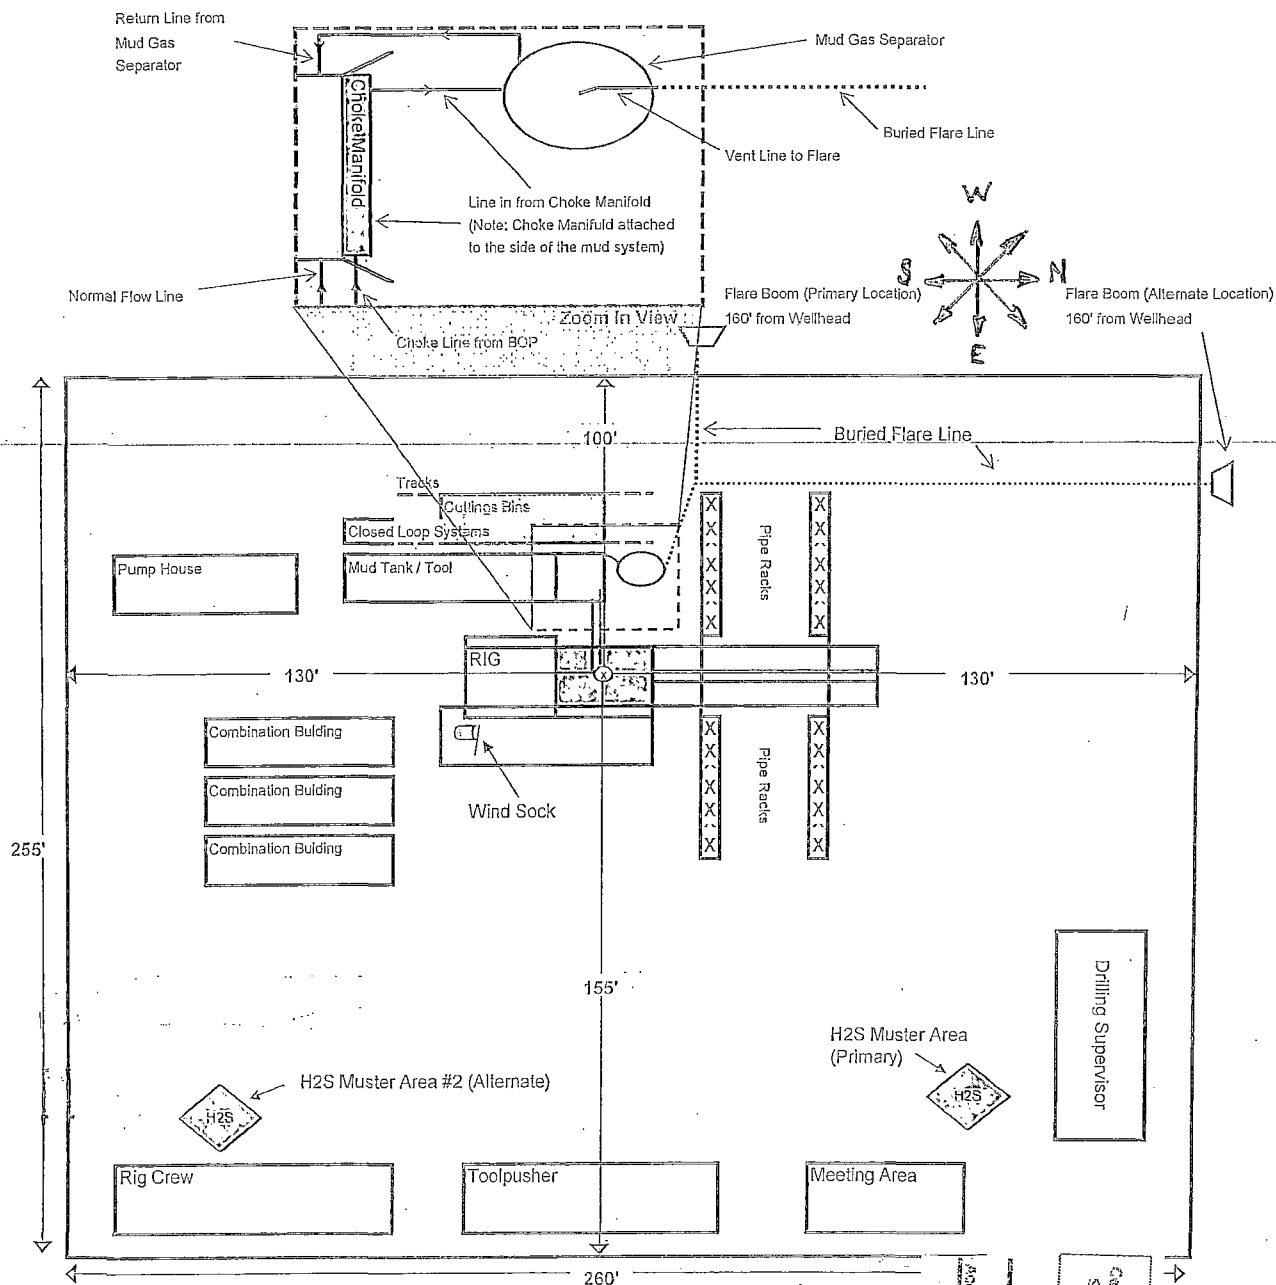 Return Line from
Mud Gas
Separator
Mud Gas Separator
Choke Manifold
Buried Flare Line
Vent Line to Flare
Line in from Choke Manifold
(Note: Choke Manifold attached
to the side of the mud system)
Normal Flow Line
Choke Line from BOP
Zoom In View
W
S
N
E
Flare Boom (Primary Location)
160' from Wellhead
Flare Boom (Alternate Location)
160' from Wellhead
100'
Buried Flare Line
Tracks
Cuttings Bins
Closed Loop Systems
Pump House
Mud Tank / Tool
Pipe Racks
X X X X X
X X X X X
RIG
X
130'
130'
Combination Bulding
Combination Bulding
Combination Bulding
Wind Sock
Pipe Racks
X X X X X
X X X X X
255'
155'
Drilling Supervisor
H2S Muster Area
(Primary)
H2S
H2S Muster Area #2 (Alternate)
H2S
Rig Crew
Toolpusher
Meeting Area
260'